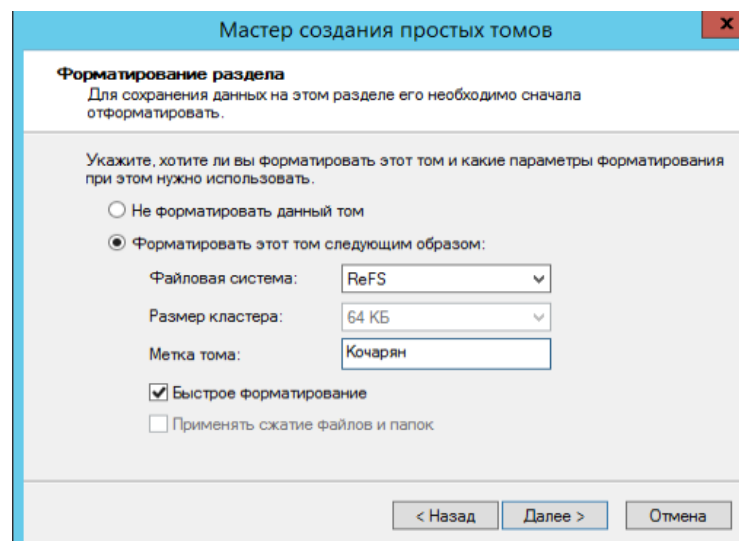 Мастер создания простых томов
x
Форматирование раздела
Для сохранения данных на этом разделе его необходимо сначала
отформатировать.
Укажите, хотите ли вы форматировать этот том и какие параметры форматирования
при этом нужно использовать.
Не форматировать данный том
Форматировать этот том следующим образом:
Файловая система: ReFS
Размер кластера: 64 КБ
Метка тома: Кочарян
Быстрое форматирование
Применять сжатие файлов и папок
< Назад Далее > Отмена